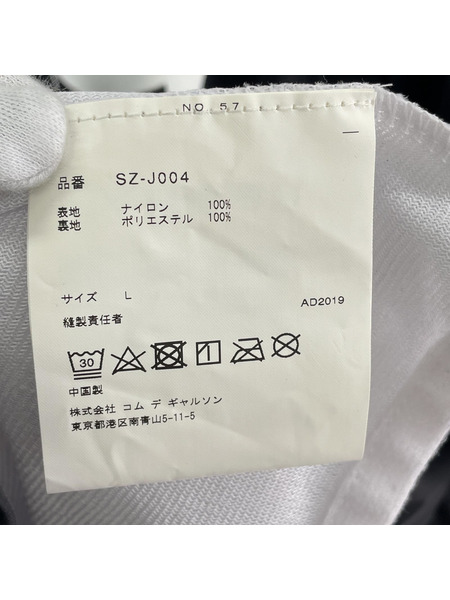 NO 57
品番 SZ-J004
表地 ナイロン 100%
裏地 ポリエステル 100%
サイズ L AD2019
縫製責任者
30
1
中国製
株式会社 コム デ ギャルソン
東京都港区南青山5-11-5